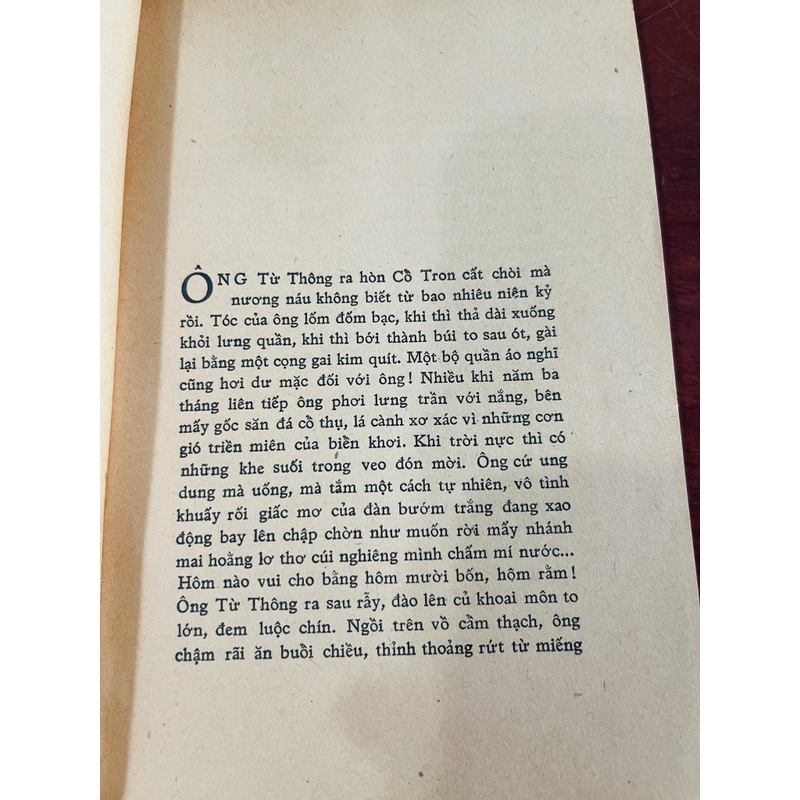 ÔNG Từ Thông ra hòn Cồ Tron cất chòi mà
nương náu không biết từ bao nhiêu niên kỷ
rồi. Tóc của ông lốm đốm bạc, khi thì thả dài xuống
khỏi lưng quần, khi thì bới thành búi to sau ót, gài
lại bằng một cọng gai kim quít. Một bộ quần áo nghĩ
cũng hơi dư mặc đối với ông! Nhiều khi năm ba
tháng liên tiếp ông phơi lưng trần với nắng, bên
mấy gốc săn đá cồ thụ, lá cành xơ xác vì những cơn
gió triền miên của biền khơi. Khi trời nực thì có
những khe suối trong veo đón mời. Ông cứ ung
dung mà uống, mà tắm một cách tự nhiên, vô tình
khuấy rối giấc mơ của đàn bướm trắng đang xao
động bay lên chập chờn như muốn rời mấy nhánh
mai hoằng lơ thơ cúi nghiêng mình chấm mí nước...
Hôm nào vui cho bằng hôm mười bốn, hôm rằm!
Ông Từ Thông ra sau rẫy, đào lên củ khoai môn to
lớn, đem luộc chín. Ngồi trên vồ cầm thạch, ông
chậm rãi ăn buồi chiều, thỉnh thoảng rứt từ miếng